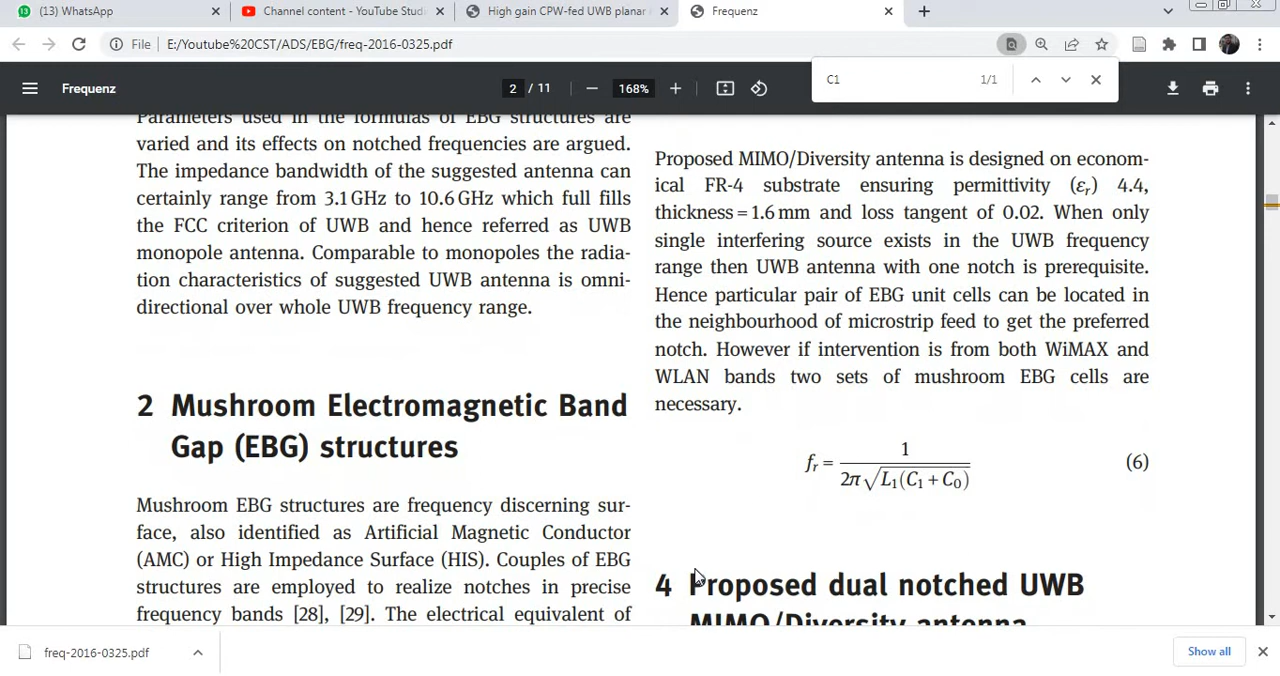 (13) WhatsApp
Channel content - YouTube Studi
High gain CPW-fed UWB planar
Frequenz
File E:/Youtube%20CST/ADS/EBG/freq-2016-0325.pdf
Frequenz
2 / 11
168%
C1 1/1
Parameters used in the formulas of EBG structures are
varied and its effects on notched frequencies are argued.
The impedance bandwidth of the suggested antenna can
certainly range from 3.1 GHz to 10.6 GHz which full fills
the FCC criterion of UWB and hence referred as UWB
monopole antenna. Comparable to monopoles the radia-
tion characteristics of suggested UWB antenna is omni-
directional over whole UWB frequency range.
2 Mushroom Electromagnetic Band
Gap (EBG) structures
Mushroom EBG structures are frequency discerning sur-
face, also identified as Artificial Magnetic Conductor
(AMC) or High Impedance Surface (HIS). Couples of EBG
structures are employed to realize notches in precise
frequency bands [28], [29]. The electrical equivalent of
Proposed MIMO/Diversity antenna is designed on econom-
ical FR-4 substrate ensuring permittivity (εr) 4.4,
thickness = 1.6 mm and loss tangent of 0.02. When only
single interfering source exists in the UWB frequency
range then UWB antenna with one notch is prerequisite.
Hence particular pair of EBG unit cells can be located in
the neighbourhood of microstrip feed to get the preferred
notch. However if intervention is from both WiMAX and
WLAN bands two sets of mushroom EBG cells are
necessary.
fr = 1 / 2π√L1(C1 + C0) (6)
4 Proposed dual notched UWB
MIMO/Diversity antenna
freq-2016-0325.pdf
Show all